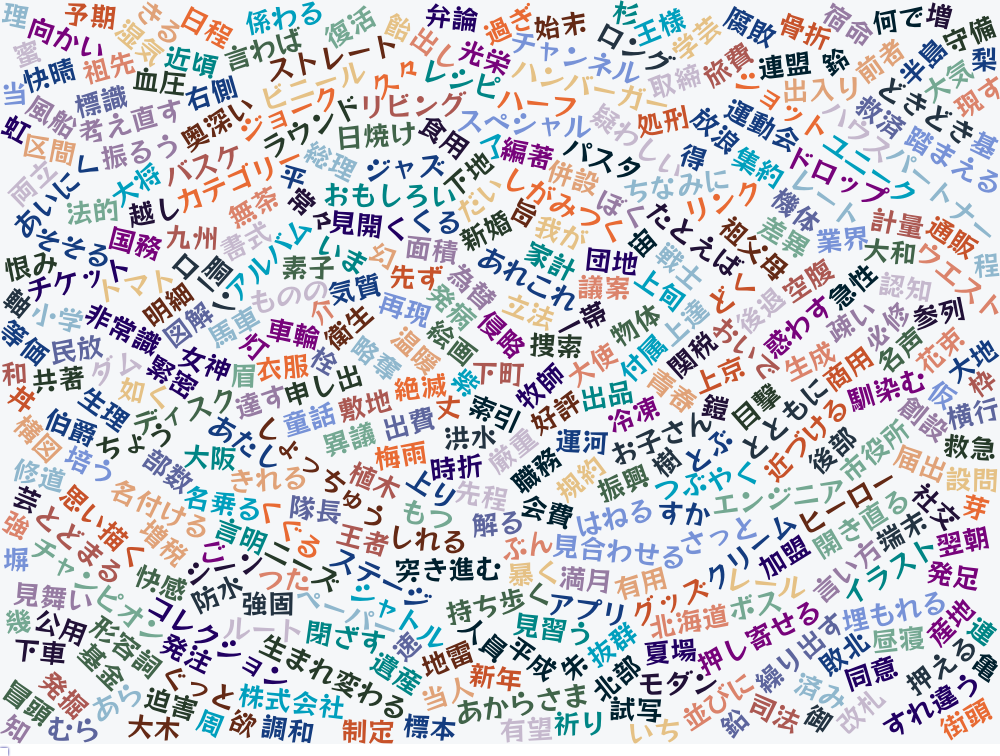 理
予期
きる
日程
係わる
復活
飴
弁論
過ぎ
始末
杉
王様
学芸
腐敗
骨折
宿命
何で
増
守備
蜜
向かい
湿気
近頃
言わば
ストレート
出し
光栄
チャンネル
ロング
取締
旅費
連盟
鈴
前者
半島
梨
当
快晴
祖先
血圧
右側
ビニール
レシピ
ハンバーガー
ショット
出入り
どきどき
大気
現す
風船
標識
考え直す
奥深い
ジョーク
ラウンド
リビング
ハーフ
スペシャル
疑わしい
処刑
放浪
運動会
ハウス
救済
踏まえる
基
虹
区間
振るう
バスケ
総理
日焼け
食用
編著
パスタ
得
集約
ドロップ
ユニーク
パートナー
両立
あいにく
大将
カテゴリー
平常
ジャズ
下地
併設
ちなみに
リンク
レート
法的
越し
無茶
おもしろい
だい
しがみつく
ぼく
機体
計量
通販
あそこ
国務
九州
書式
アルバム
見開く
くる
新婚
旨
我が
たとえば
祖父母
差異
業界
大和
ウエスト
程
恨み
チケット
トマト
胴
素子
いま
幻
面積
あれこれ
家計
団地
宙
戦士
空腹
急性
認知
軸
小学
非常識
明細
図解
馬車
ものの
気質
先ず
為替
立法
議案
上旬
どく
後退
惑わす
疎い
必修
参列
等価
民放
女神
灯
車輪
介
衛生
再現
発病
侵略
一帯
物体
上達
関税
生成
名声
花束
大地
和
共著
ダム
緊密
眉
衣服
栓
略奪
温暖
絵画
捜索
大使
付属
上京
商用
馴染む
枠
丼
生理
如く
ディスク
達す
申し出
絶滅
紫
下町
牧師
出品
青春
鎧
目撃
ともに
創設
仮
横行
横図
伯爵
ちょう
あたし
童話
敷地
丈
索引
好評
冷凍
お子さん
近づける
後部
市役所
救急
修道
培う
部数
大阪
異議
出費
洪水
厳重
運河
樹
とぶ
届出
設問
芸
思い描く
名付ける
きれる
しょっちゅう
植木
梅雨
時折
職務
規約
振興
つぶやく
エンジニア
ヒーロー
社交
芽
強
とどまる
増税
名乗る
くぐる
隊長
上り
先程
会費
はねる
すか
さっと
開き直る
端末
翌朝
塀
チャンピオン
快感
言明
ニーズ
王者
もつ
しれる
解る
ぶん
見合わせる
クリーム
加盟
言い方
イラスト
発足
見舞い
防水
つた
ステージ
突き進む
暴く
満月
有用
グッズ
レール
幾
公用
形容詞
コレクション
強固
ペーパー
シャトル
持ち歩く
アプリ
北海道
ボス
押し寄せる
埋もれる
産地
連
下車
基金
発注
ルート
閉ざす
遮
人員
見習う
抜群
夏場
繰り出す
敗北
昼寝
亀
冒頭
発掘
あら
ぐっと
生まれ変わる
遺産
地雷
平成
朱
北部
モダン
済み
同意
押える
知
むら
迫害
大木
周
欲
株式会社
調和
制定
標本
当人
新年
あからさま
有望
祈り
試写
いち
並びに
鉛
司法
御
改札
すれ違う
街頭